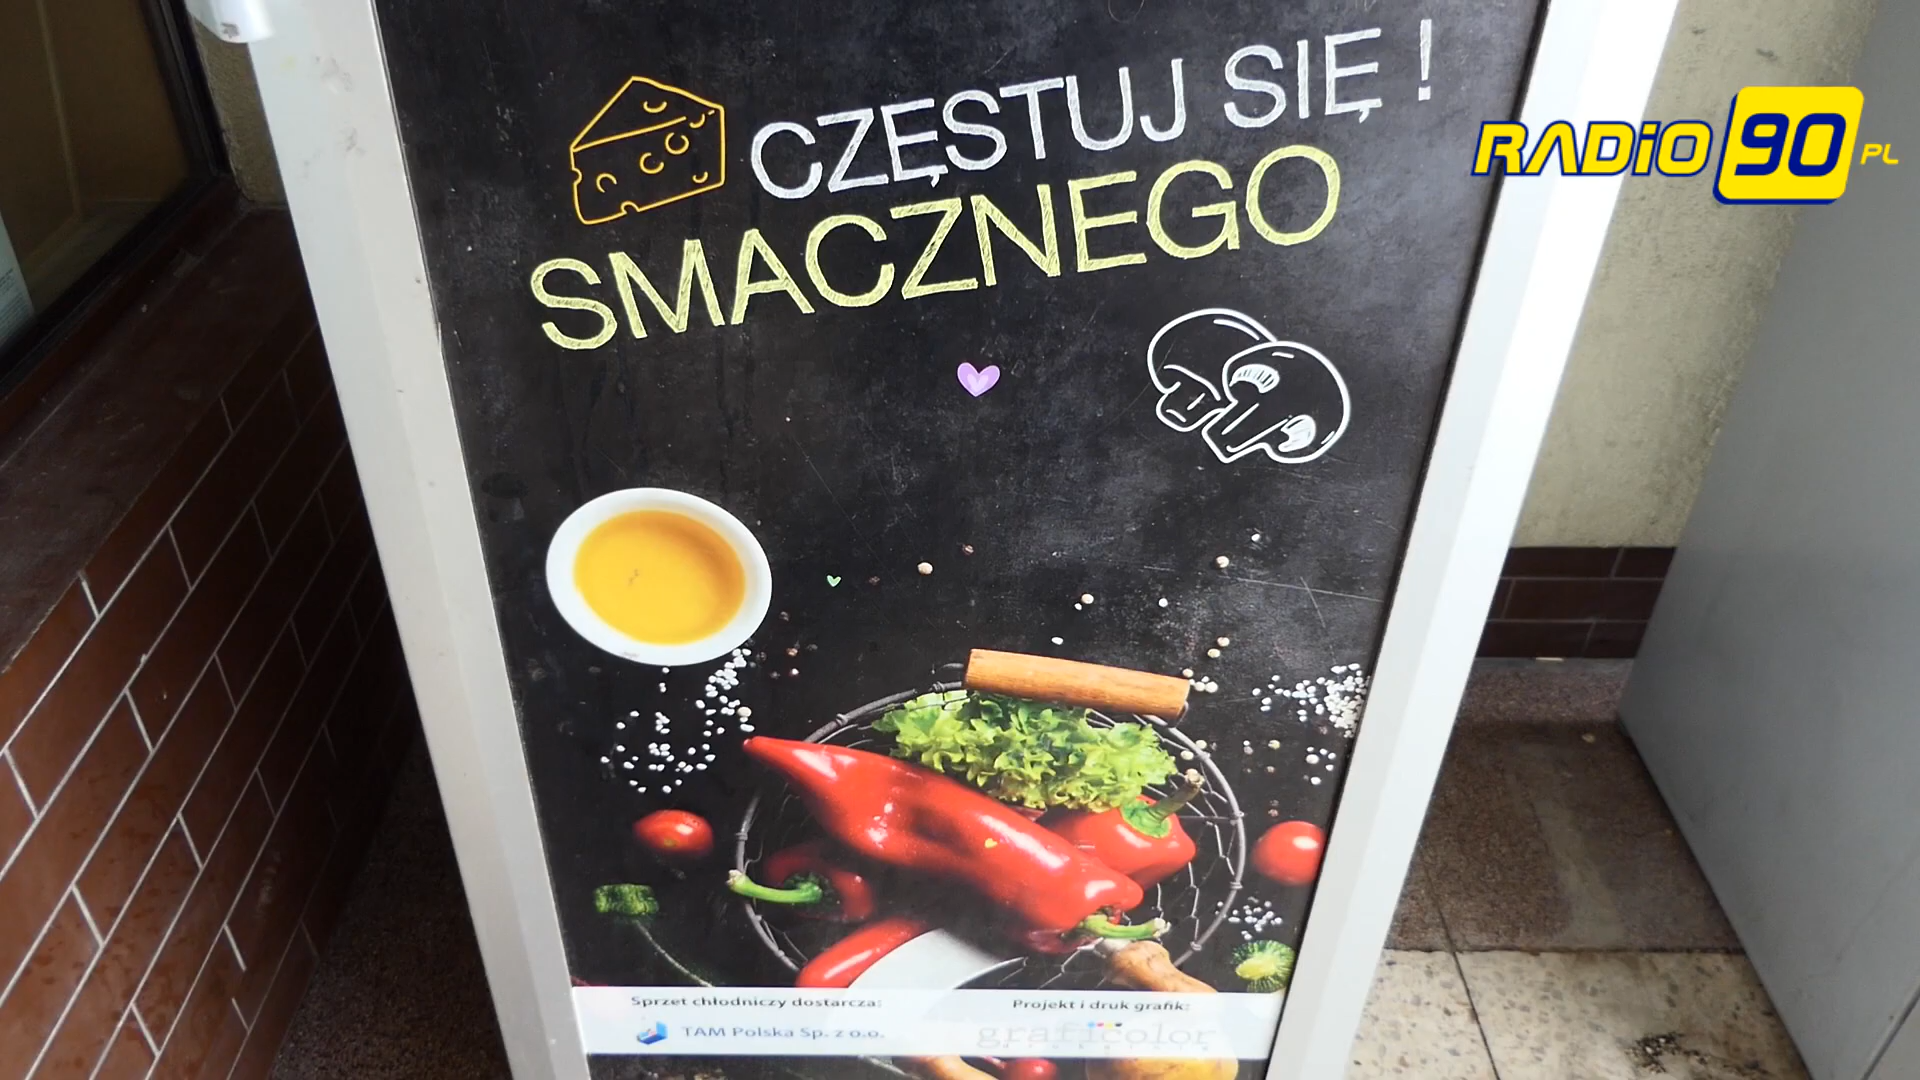 CZĘSTUJ SIĘ !
SMACZNEGO
RADiO 90 PL
Sprzęt chłodniczy dostarcza:
TAM Polska Sp. z o.o.
Projekt i druk grafik:
graficolor